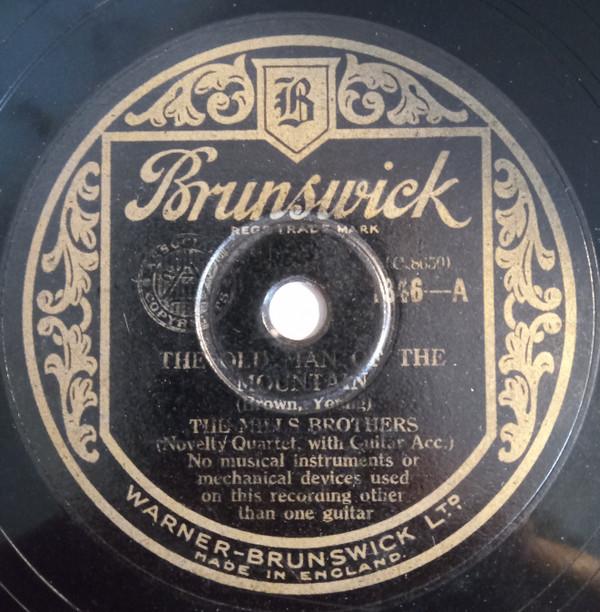 B
Brunswick
REGD TRADE MARK
(C.8650)
46—A
THE OLD MAN OF THE
MOUNTAIN
(Brown, Young)
THE MILLS BROTHERS
(Novelty Quartet, with Guitar Acc.)
No musical instruments or
mechanical devices used
on this recording other
than one guitar
WARNER-BRUNSWICK LTD
MADE IN ENGLAND.